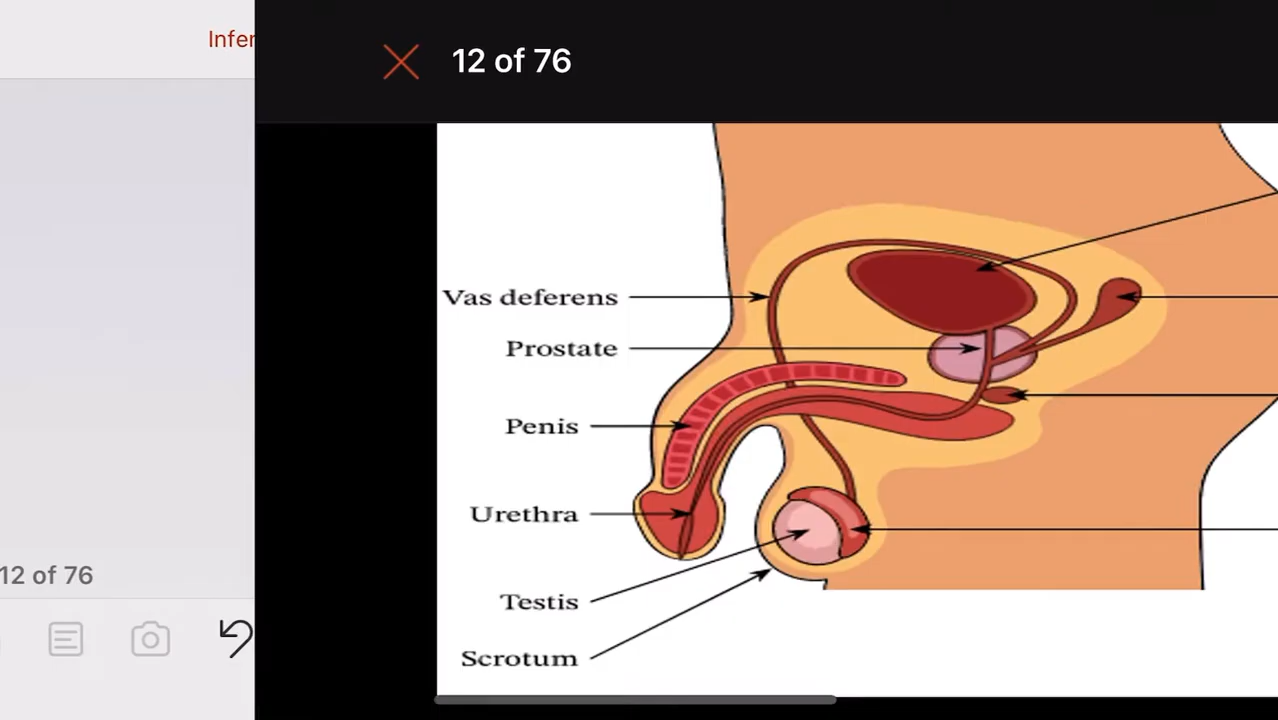 Infer
12 of 76
Vas deferens
Prostate
Penis
Urethra
Testis
Scrotum
12 of 76